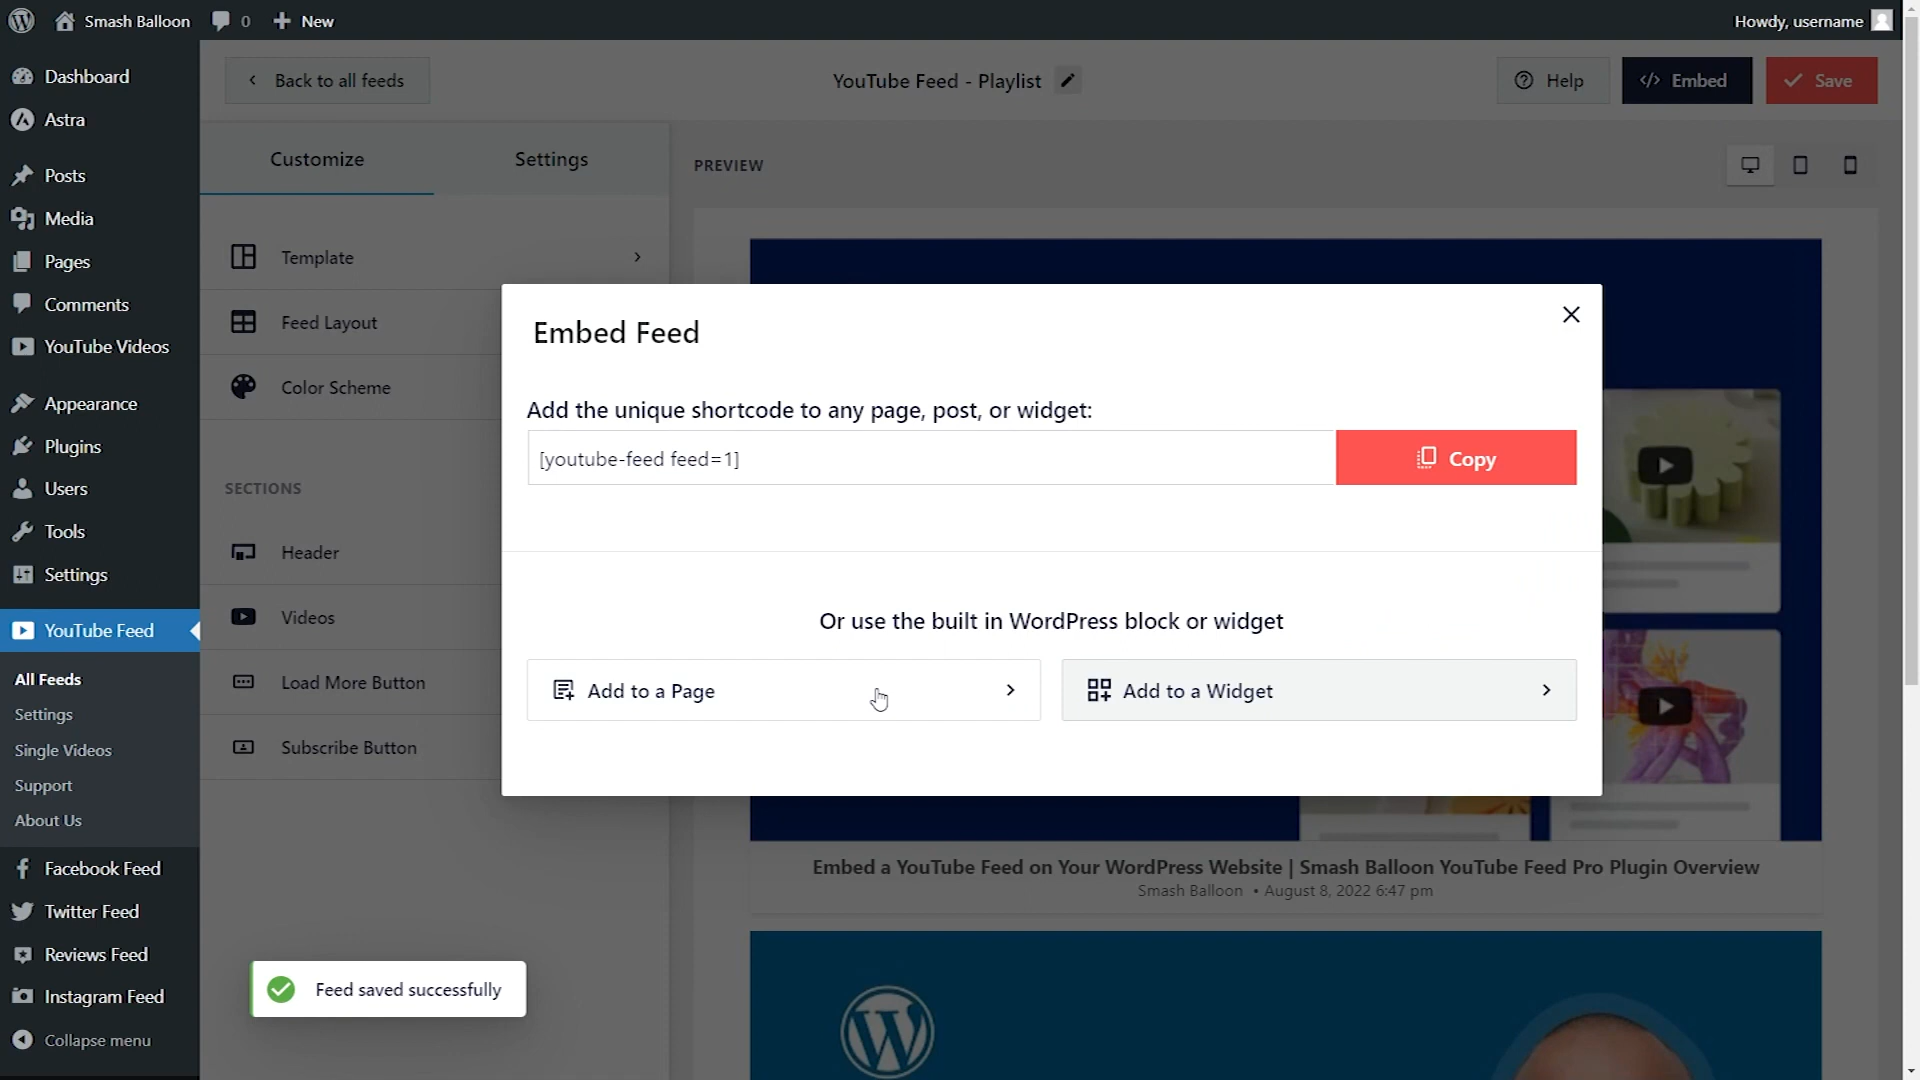 Smash Balloon
0
New
Howdy, username
Dashboard
Astra
Posts
Media
Pages
Comments
YouTube Videos
Appearance
Plugins
Users
Tools
Settings
YouTube Feed
All Feeds
Settings
Single Videos
Support
About Us
Facebook Feed
Twitter Feed
Reviews Feed
Instagram Feed
Collapse menu
Back to all feeds
YouTube Feed - Playlist
Help
Embed
Save
Customize
Settings
Template
Feed Layout
Color Scheme
SECTIONS
Header
Videos
Load More Button
Subscribe Button
PREVIEW
Embed Feed
Add the unique shortcode to any page, post, or widget:
[youtube-feed feed=1]
Copy
Or use the built in WordPress block or widget
Add to a Page
Add to a Widget
Embed a YouTube Feed on Your WordPress Website | Smash Balloon YouTube Feed Pro Plugin Overview
Smash Balloon • August 8, 2022 6:47 pm
Feed saved successfully